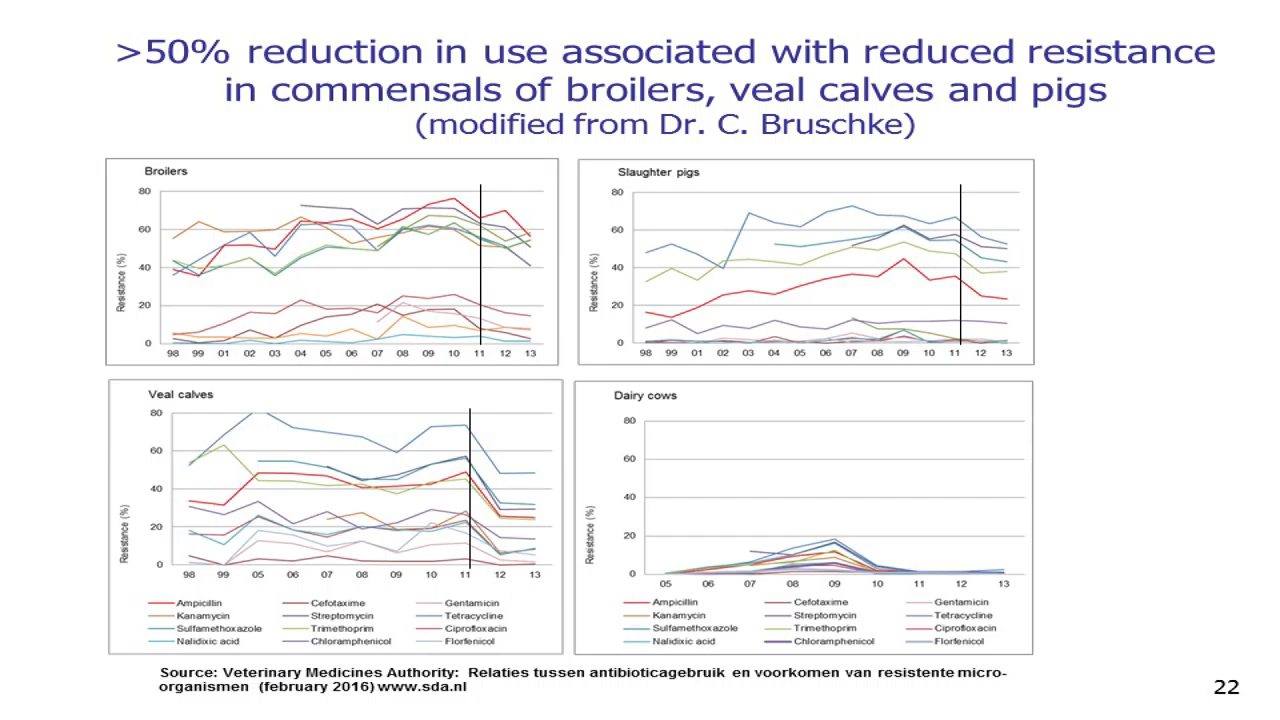 >50% reduction in use associated with reduced resistance
in commensals of broilers, veal calves and pigs
(modified from Dr. C. Bruschke)
Broilers
Resistance (%)
80
60
40
20
0
98 99 01 02 03 04 05 06 07 08 09 10 11 12 13
Slaughter pigs
Resistance (%)
80
60
40
20
0
98 99 01 02 03 04 05 06 07 08 09 10 11 12 13
Veal calves
Resistance (%)
80
60
40
20
0
98 99 05 06 07 08 09 10 11 12 13
Ampicillin Cefotaxime Gentamicin
Kanamycin Streptomycin Tetracycline
Sulfamethoxazole Trimethoprim Ciprofloxacin
Nalidixic acid Chloramphenicol Florfenicol
Dairy cows
Resistance (%)
80
60
40
20
0
05 06 07 08 09 10 11 12 13
Ampicillin Cefotaxime Gentamicin
Kanamycin Streptomycin Tetracycline
Sulfamethoxazole Trimethoprim Ciprofloxacin
Nalidixic acid Chloramphenicol Florfenicol
Source: Veterinary Medicines Authority: Relaties tussen antibioticagebruik en voorkomen van resistente micro-
organismen (february 2016) www.sda.nl
22